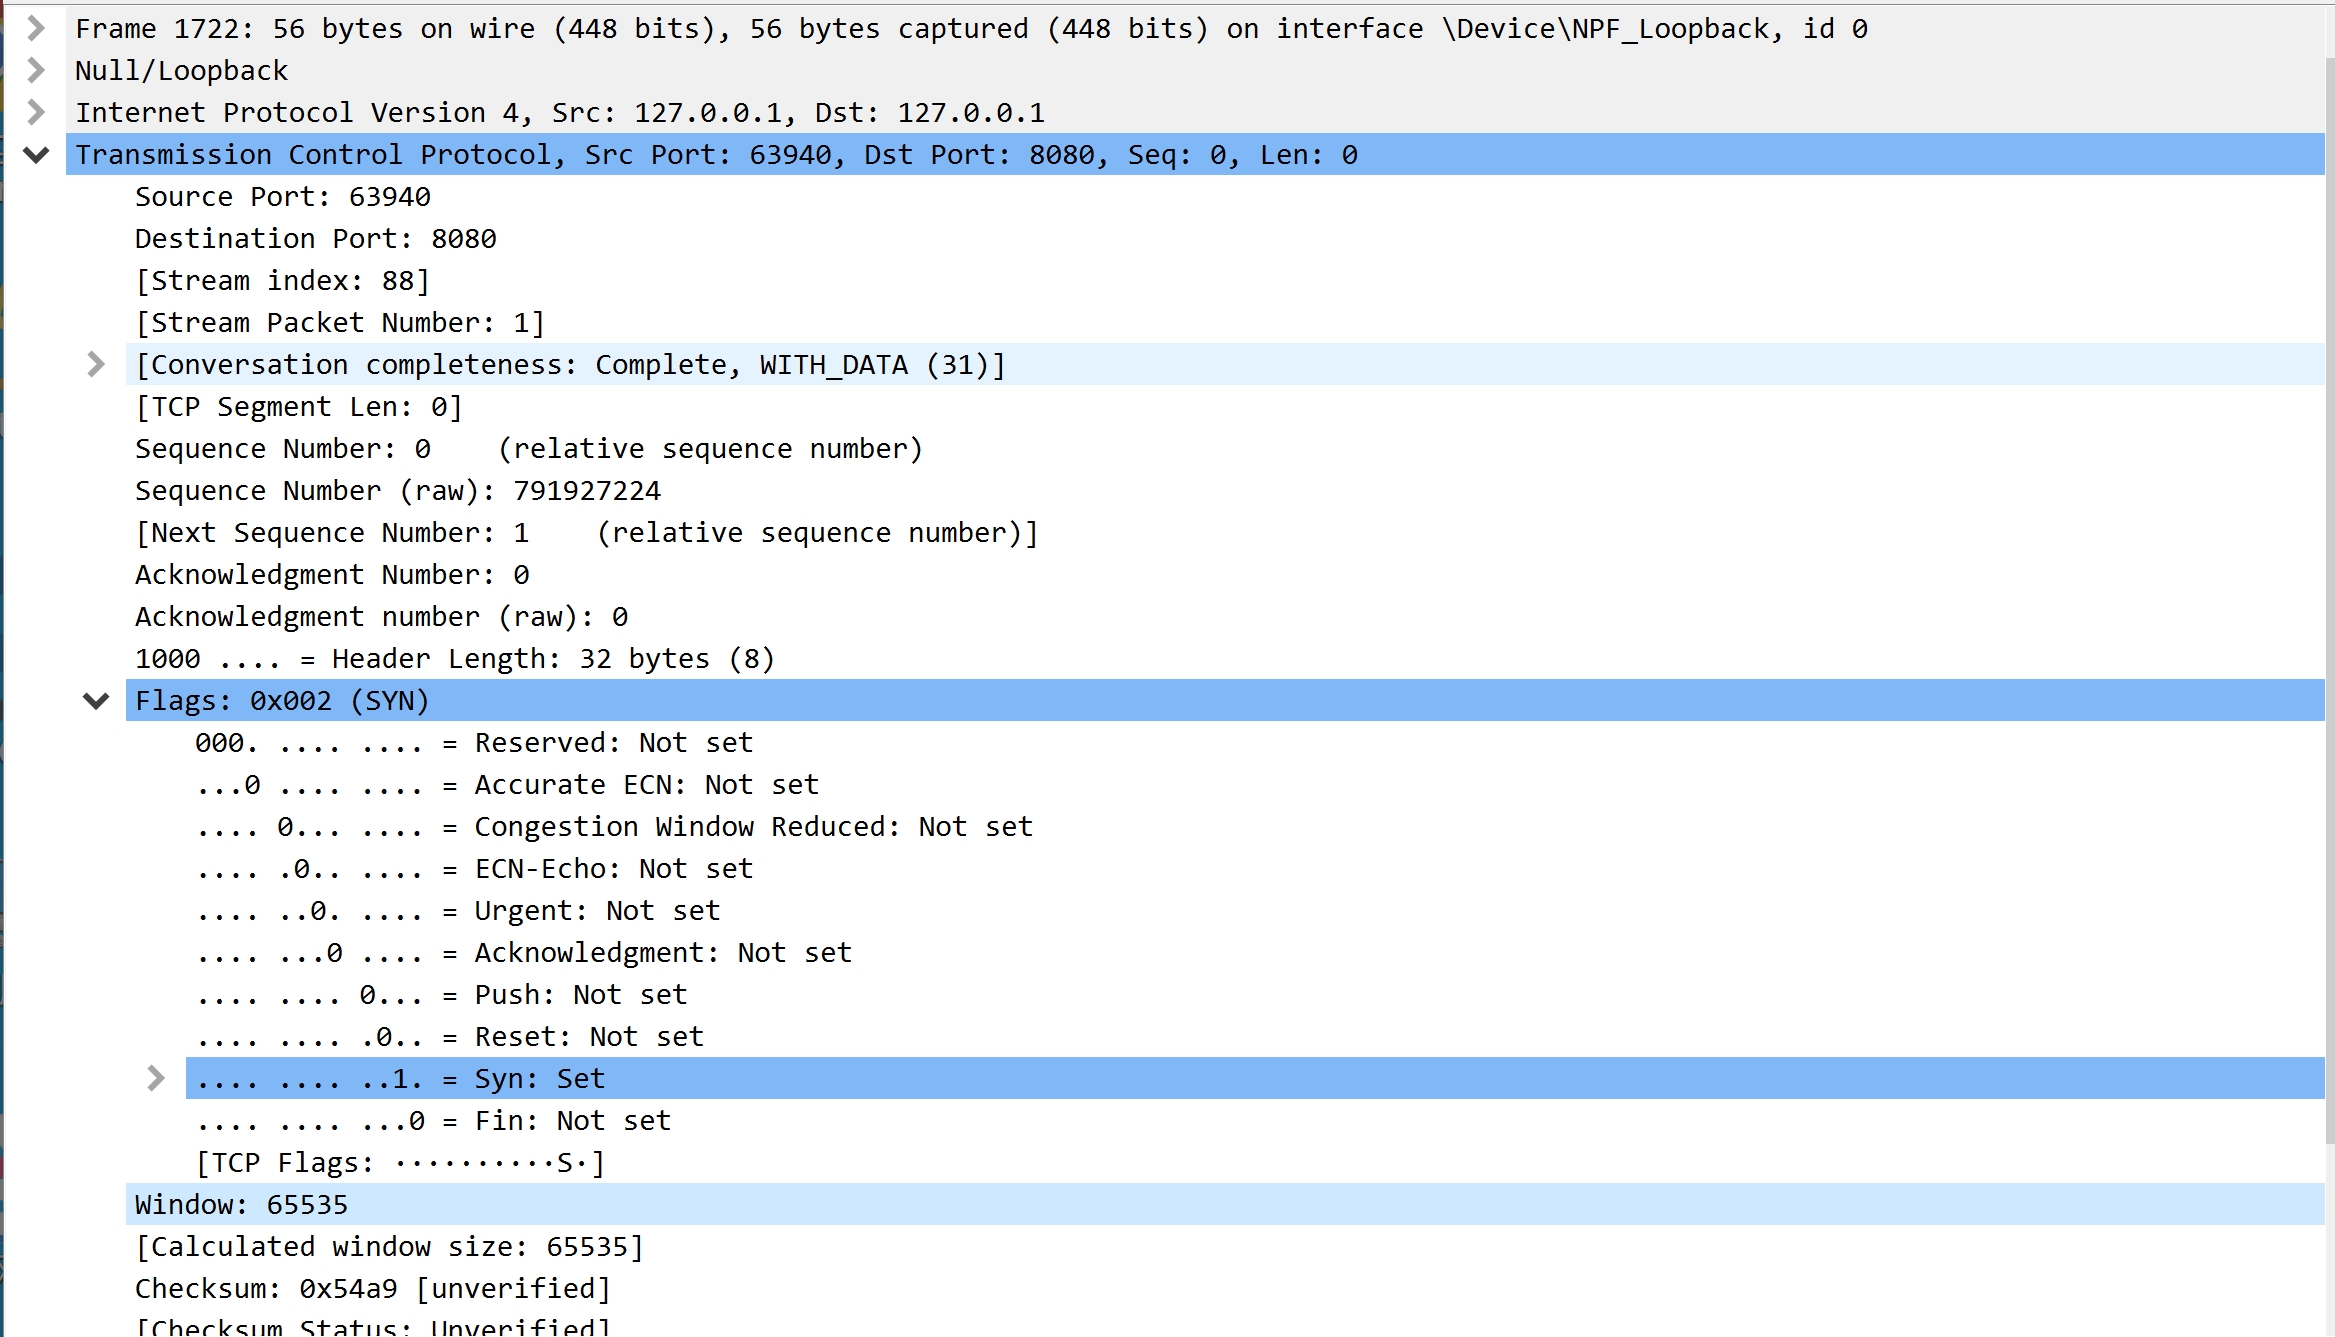 Frame 1722: 56 bytes on wire (448 bits), 56 bytes captured (448 bits) on interface \Device\NPF_Loopback, id 0
Null/Loopback
Internet Protocol Version 4, Src: 127.0.0.1, Dst: 127.0.0.1
Transmission Control Protocol, Src Port: 63940, Dst Port: 8080, Seq: 0, Len: 0
Source Port: 63940
Destination Port: 8080
[Stream index: 88]
[Stream Packet Number: 1]
[Conversation completeness: Complete, WITH_DATA (31)]
[TCP Segment Len: 0]
Sequence Number: 0    (relative sequence number)
Sequence Number (raw): 791927224
[Next Sequence Number: 1    (relative sequence number)]
Acknowledgment Number: 0
Acknowledgment number (raw): 0
1000 .... = Header Length: 32 bytes (8)
Flags: 0x002 (SYN)
000. .... .... = Reserved: Not set
...0 .... .... = Accurate ECN: Not set
.... 0... .... = Congestion Window Reduced: Not set
.... .0.. .... = ECN-Echo: Not set
.... ..0. .... = Urgent: Not set
.... ...0 .... = Acknowledgment: Not set
.... .... 0... = Push: Not set
.... .... .0.. = Reset: Not set
.... .... ..1. = Syn: Set
.... .... ...0 = Fin: Not set
[TCP Flags: ··········S·]
Window: 65535
[Calculated window size: 65535]
Checksum: 0x54a9 [unverified]
[Checksum Status: Unverified]